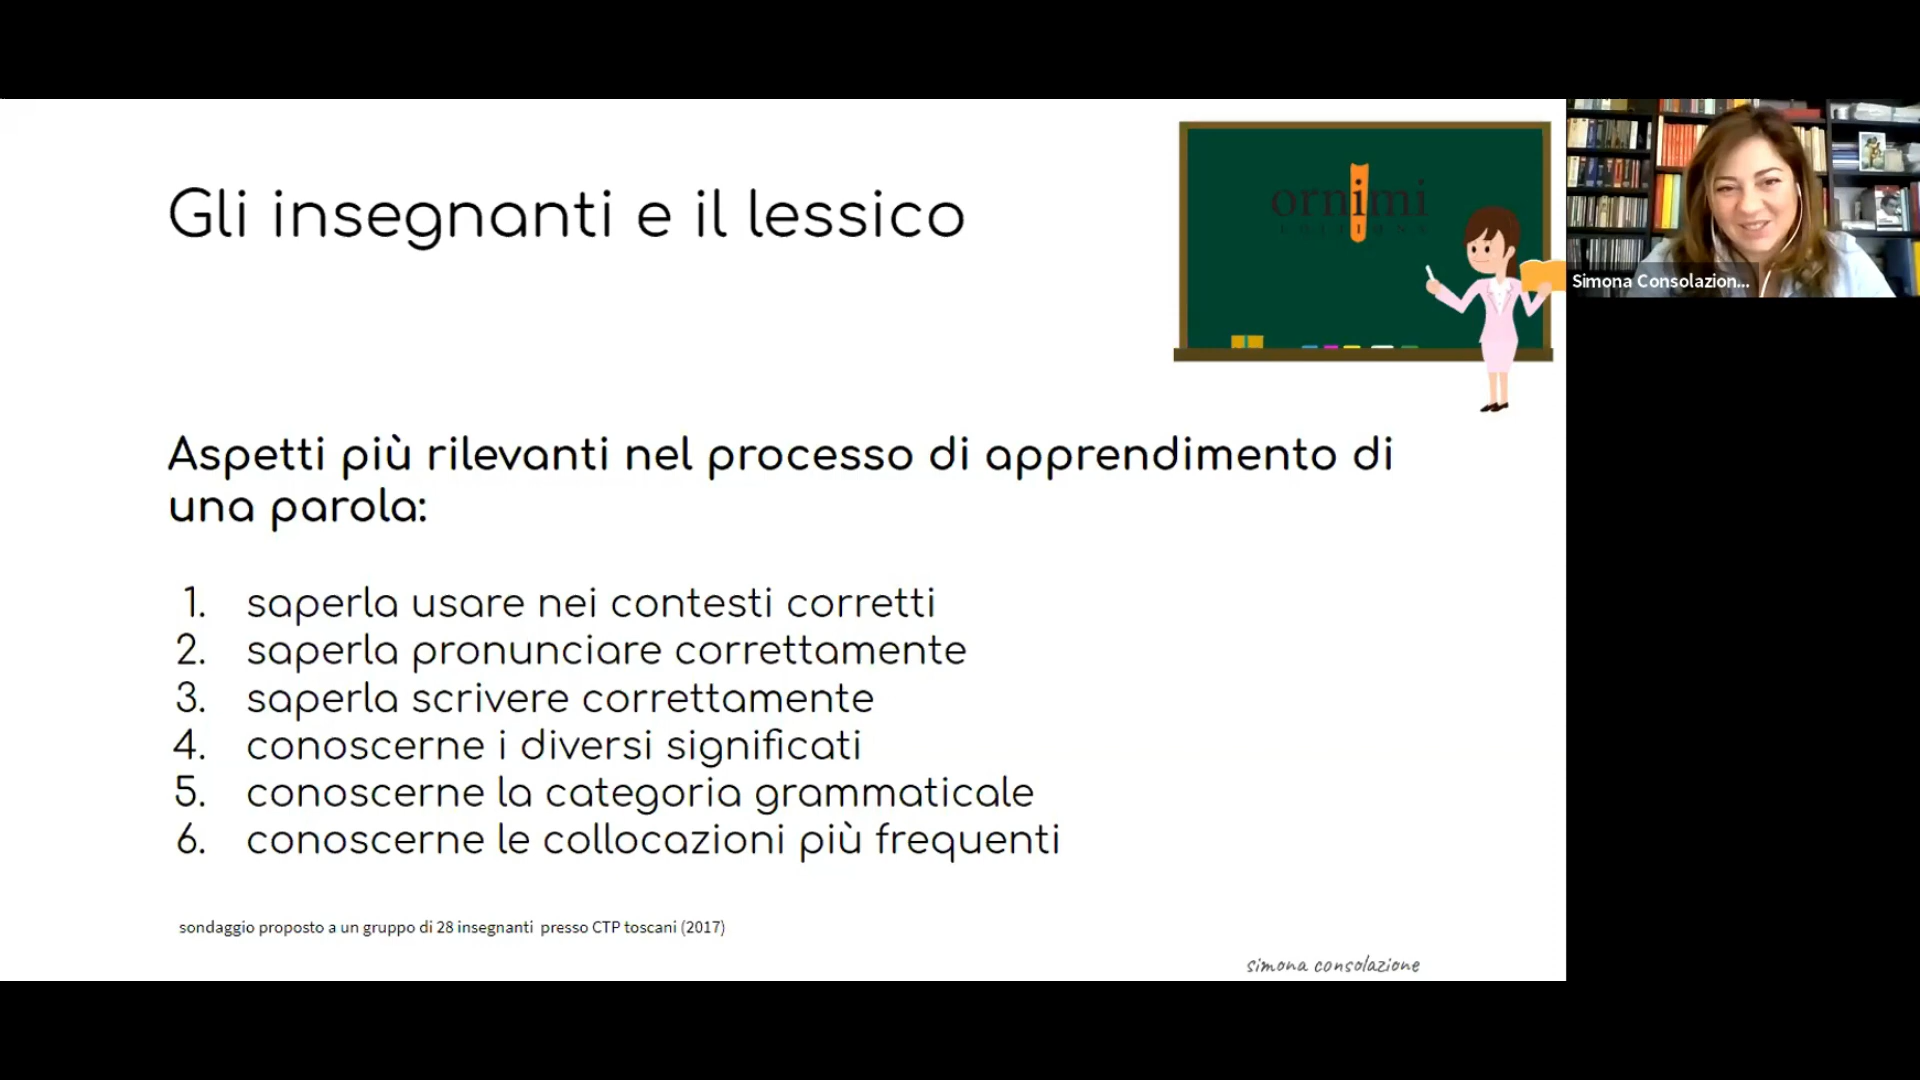 Gli insegnanti e il lessico
ornimi
EDITIONS
Simona Consolazion...
Aspetti più rilevanti nel processo di apprendimento di
una parola:
1. saperla usare nei contesti corretti
2. saperla pronunciare correttamente
3. saperla scrivere correttamente
4. conoscerne i diversi significati
5. conoscerne la categoria grammaticale
6. conoscerne le collocazioni più frequenti
sondaggio proposto a un gruppo di 28 insegnanti presso CTP toscani (2017)
simona consolazione